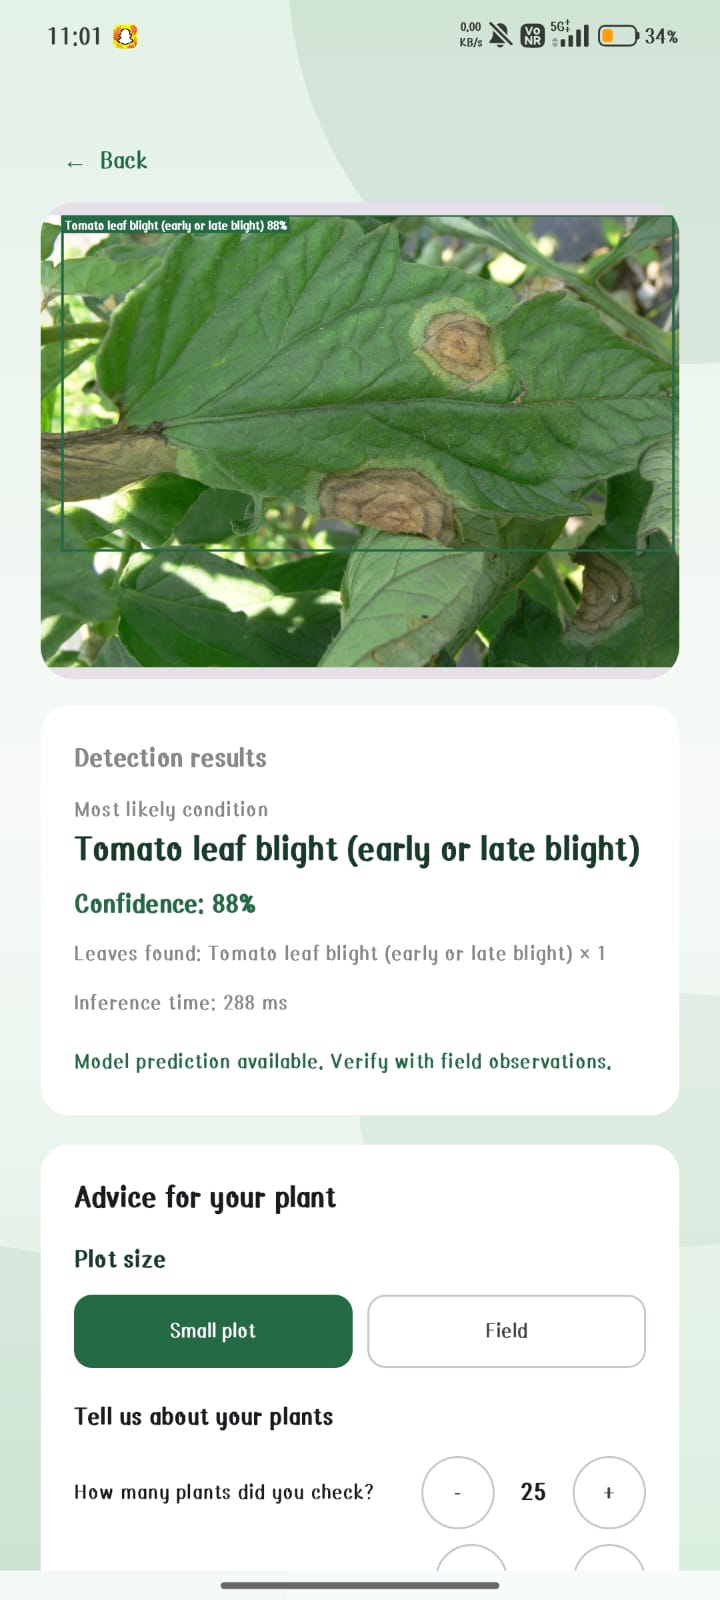 11:01
0,00
KB/s
Vo
NR
5G‡
34%
← Back
Tomato leaf blight (early or late blight) 88%
Detection results
Most likely condition
Tomato leaf blight (early or late blight)
Confidence: 88%
Leaves found: Tomato leaf blight (early or late blight) × 1
Inference time: 288 ms
Model prediction available. Verify with field observations.
Advice for your plant
Plot size
Small plot
Field
Tell us about your plants
How many plants did you check?
-
25
+